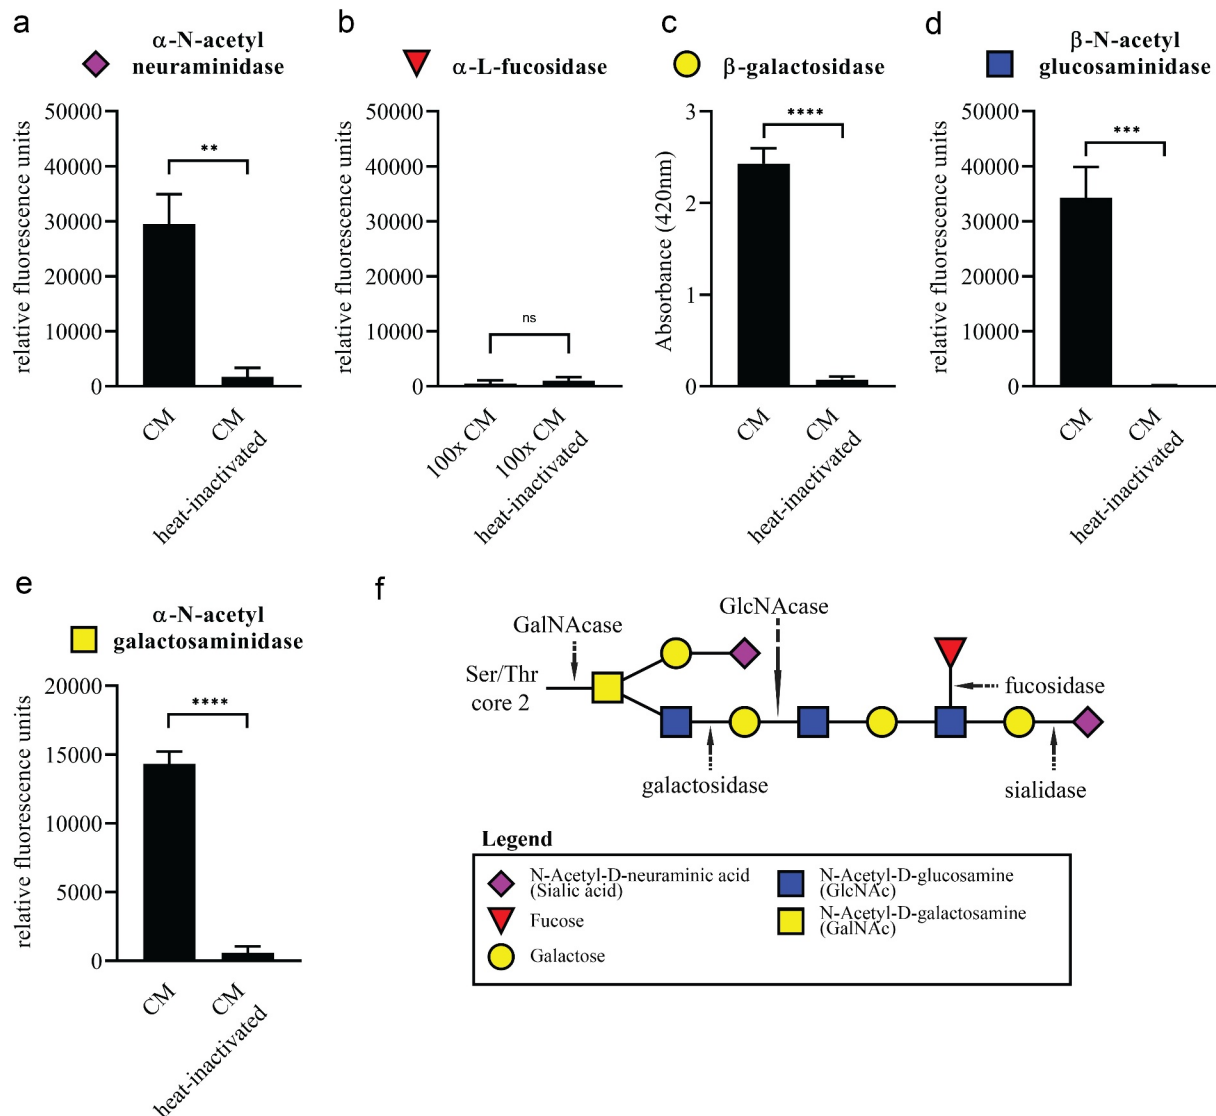 a
α-N-acetyl
neuraminidase
relative fluorescence units
50000
40000
30000
20000
10000
0
**
CM
CM
heat-inactivated
b
α-L-fucosidase
relative fluorescence units
50000
40000
30000
20000
10000
0
ns
100x CM
100x CM
heat-inactivated
c
β-galactosidase
Absorbance (420nm)
3
2
1
0
****
CM
CM
heat-inactivated
d
β-N-acetyl
glucosaminidase
relative fluorescence units
50000
40000
30000
20000
10000
0
***
CM
CM
heat-inactivated
e
α-N-acetyl
galactosaminidase
relative fluorescence units
20000
15000
10000
5000
0
****
CM
CM
heat-inactivated
f
GalNAcase
GlcNAcase
Ser/Thr
core 2
fucosidase
galactosidase
sialidase
Legend
N-Acetyl-D-neuraminic acid
(Sialic acid)
Fucose
Galactose
N-Acetyl-D-glucosamine
(GlcNAc)
N-Acetyl-D-galactosamine
(GalNAc)